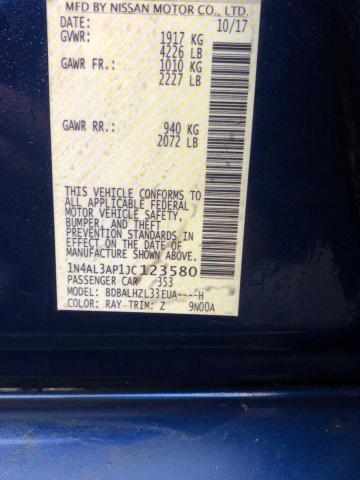 MFD BY NISSAN MOTOR CO., LTD.
DATE: 10/17
GVWR: 1917 KG
4226 LB
GAWR FR.: 1010 KG
2227 LB
GAWR RR.: 940 KG
2072 LB
THIS VEHICLE CONFORMS TO
ALL APPLICABLE FEDERAL
MOTOR VEHICLE SAFETY,
BUMPER, AND THEFT
PREVENTION STANDARDS IN
EFFECT ON THE DATE OF
MANUFACTURE SHOWN ABOVE.
1N4AL3AP1JC123580
PASSENGER CAR 353
MODEL: BDBALHZL33EUA----H
COLOR: RAY TRIM: Z 9N00A